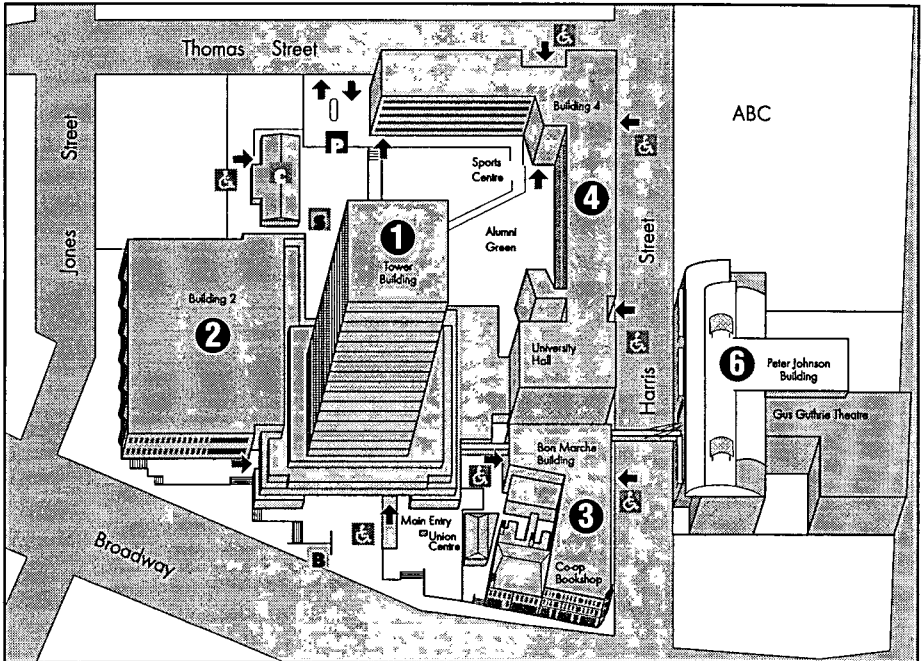 Thomas Street
Jones Street
Building 4
ABC
P
C
S
Sports
Centre
4
1
Tower
Building
Alumni
Green
Harris Street
Building 2
2
University
Hall
6
Peter Johnson
Building
Gus Guthrie Theatre
Bon Marche
Building
3
Main Entry
Union
Centre
Co-op
Bookshop
B
Broadway